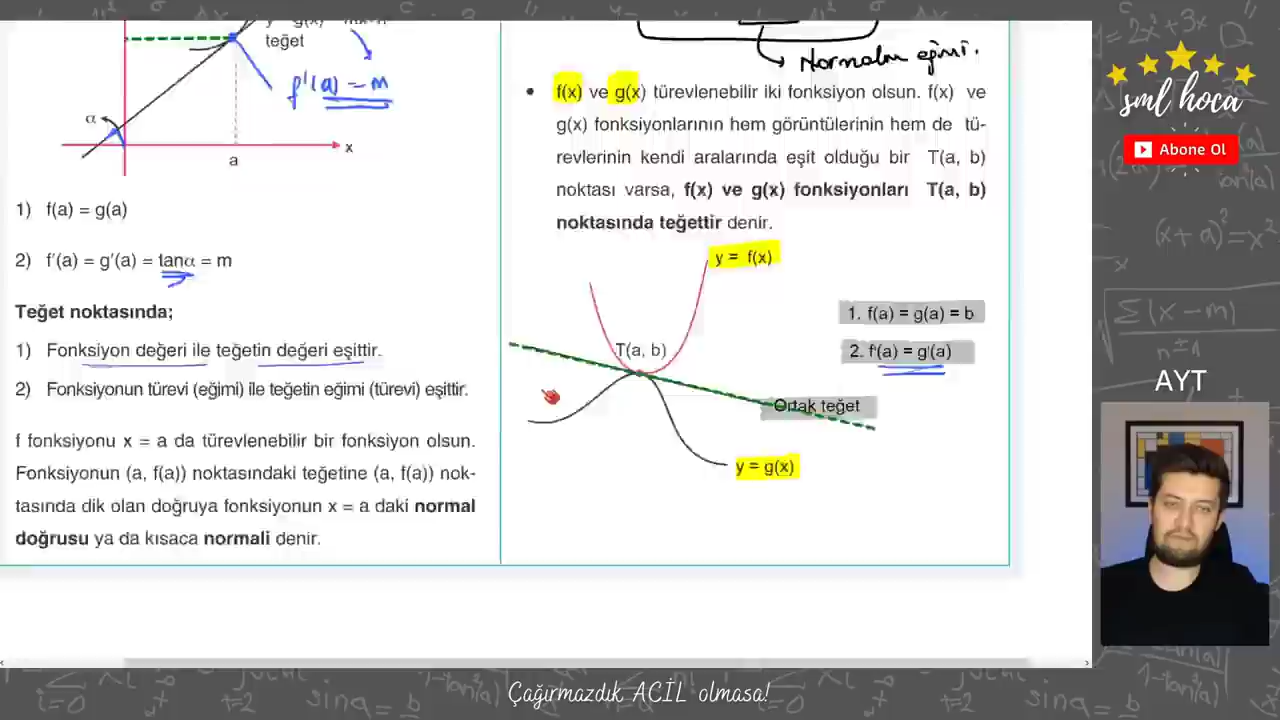 teğet
f'(a) = m
α
a
x
1) f(a) = g(a)
2) f'(a) = g'(a) = tanα = m
Teğet noktasında;
1) Fonksiyon değeri ile teğetin değeri eşittir.
2) Fonksiyonun türevi (eğimi) ile teğetin eğimi (türevi) eşittir.
f fonksiyonu x = a da türevlenebilir bir fonksiyon olsun.
Fonksiyonun (a, f(a)) noktasındaki teğetine (a, f(a)) nok-
tasında dik olan doğruya fonksiyonun x = a daki normal
doğrusu ya da kısaca normali denir.
Normalin eğimi.
• f(x) ve g(x) türevlenebilir iki fonksiyon olsun. f(x) ve
g(x) fonksiyonlarının hem görüntülerinin hem de tü-
revlerinin kendi aralarında eşit olduğu bir T(a, b)
noktası varsa, f(x) ve g(x) fonksiyonları T(a, b)
noktasında teğettir denir.
y = f(x)
T(a, b)
1. f(a) = g(a) = b
2. f'(a) = g'(a)
Ortak teğet
y = g(x)
sml hoca
Abone Ol
AYT
Çağırmazdık ACİL olmasa!